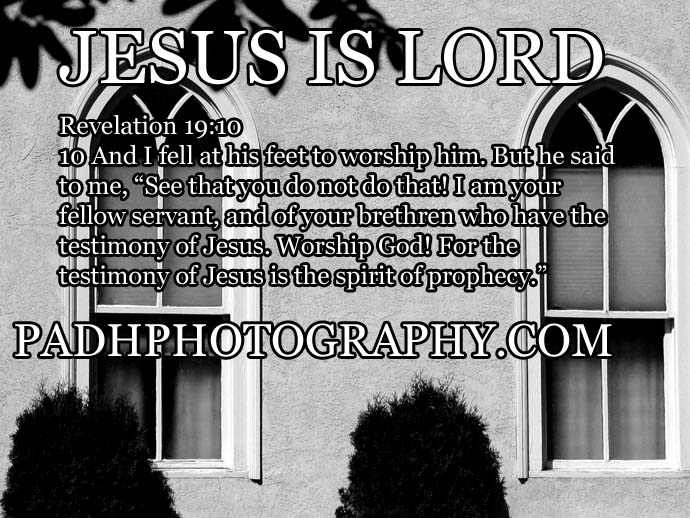 JESUS IS LORD
Revelation 19:10
10 And I fell at his feet to worship him. But he said
to me, “See that you do not do that! I am your
fellow servant, and of your brethren who have the
testimony of Jesus. Worship God! For the
testimony of Jesus is the spirit of prophecy.”
PADHPHOTOGRAPHY.COM